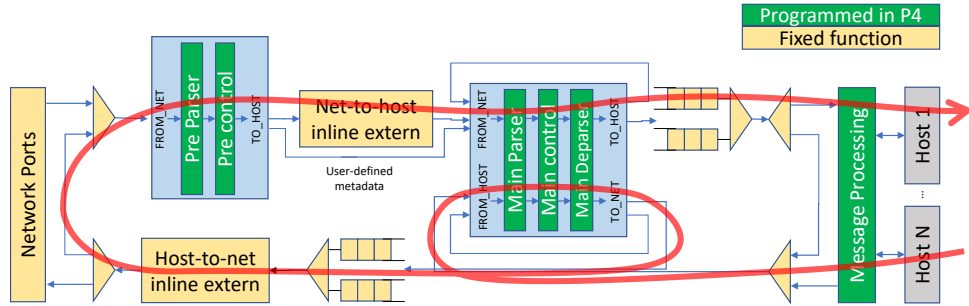 Programmed in P4
Fixed function
Network Ports
FROM_NET
Pre Parser
Pre control
TO_HOST
Net-to-host
inline extern
User-defined
metadata
FROM_NET
FROM_HOST
Main Parser
Main control
Main Deparser
TO_HOST
TO_NET
Message Processing
Host 1
...
Host N
Host-to-net
inline extern